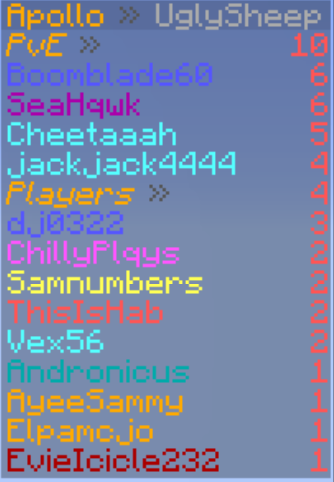 Apollo » UglySheep
PvE » 10
Boomblade60 6
SeaHquk 6
Cheetaaah 5
jackjack4444 4
Players » 4
dj0322 3
ChillyPlqys 2
Samnumbers 2
ThisIsHab 2
Vex56 2
Andronicus 1
AyeeSammy 1
Elpamcjo 1
EvieIcicle232 1